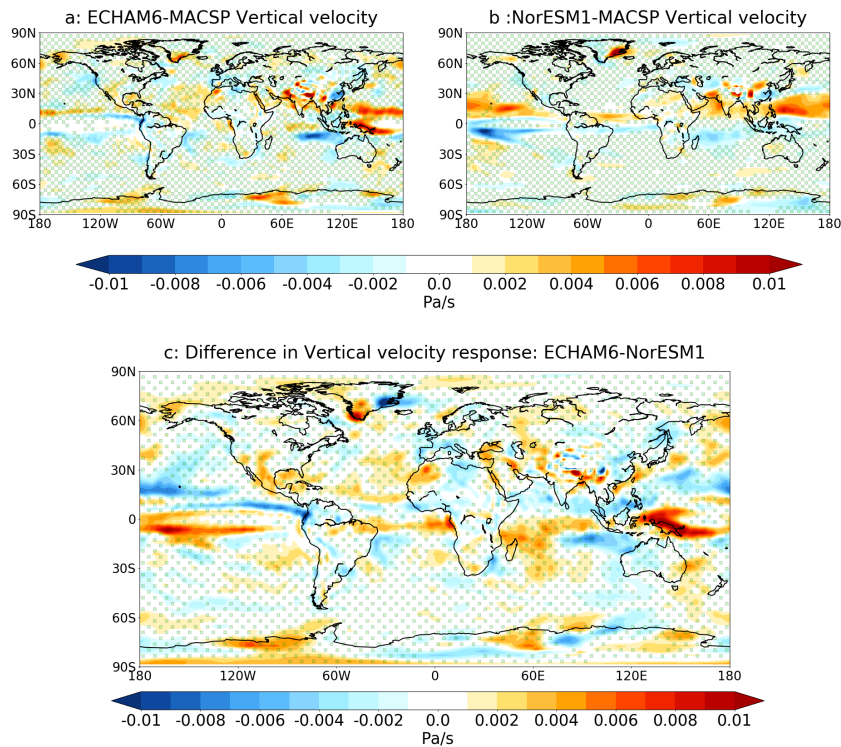 a: ECHAM6-MACSP Vertical velocity
b :NorESM1-MACSP Vertical velocity
90N
60N
30N
0
30S
60S
90S
180 120W 60W 0 60E 120E 180
90N
60N
30N
0
30S
60S
90S
180 120W 60W 0 60E 120E 180
-0.01 -0.008 -0.006 -0.004 -0.002 0.0 0.002 0.004 0.006 0.008 0.01
Pa/s
c: Difference in Vertical velocity response: ECHAM6-NorESM1
90N
60N
30N
0
30S
60S
90S
180 120W 60W 0 60E 120E 180
-0.01 -0.008 -0.006 -0.004 -0.002 0.0 0.002 0.004 0.006 0.008 0.01
Pa/s